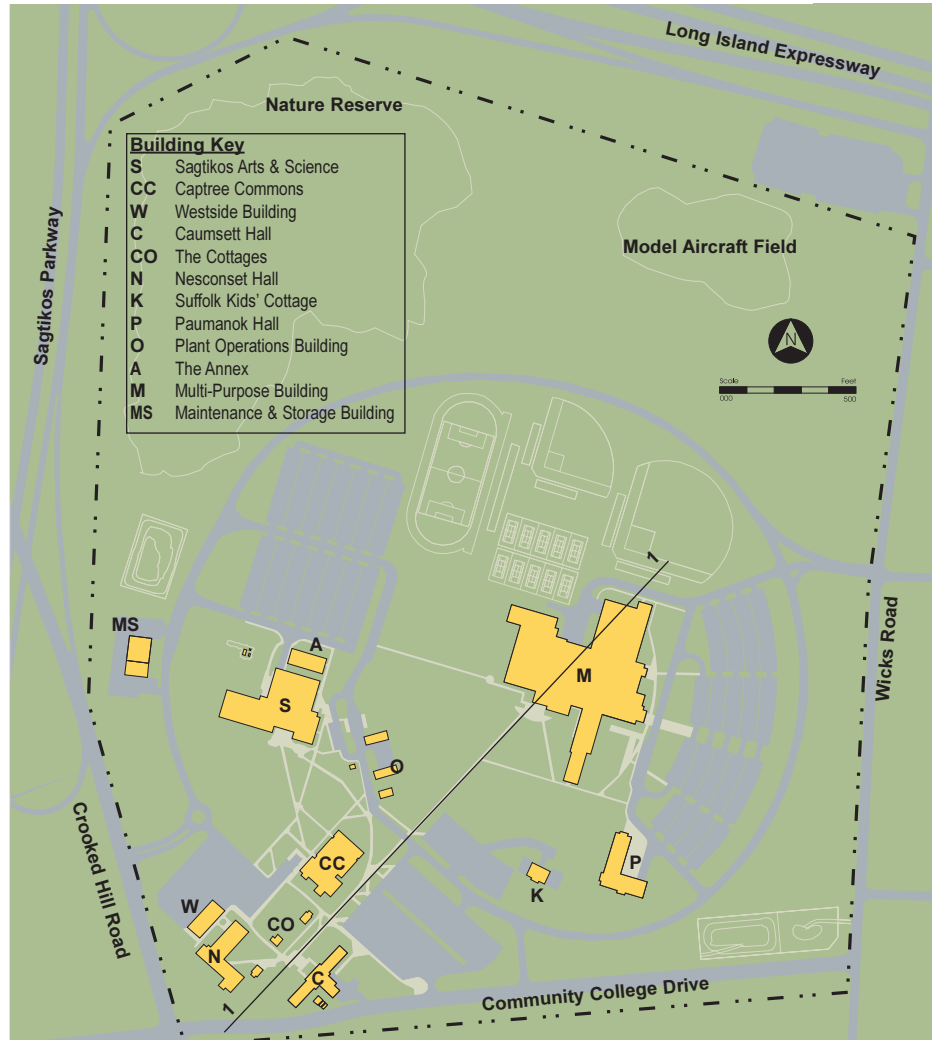 Long Island Expressway
Nature Reserve
Building Key
S Sagtikos Arts & Science
CC Captree Commons
W Westside Building
C Caumsett Hall
CO The Cottages
N Nesconset Hall
K Suffolk Kids' Cottage
P Paumanok Hall
O Plant Operations Building
A The Annex
M Multi-Purpose Building
MS Maintenance & Storage Building
Sagtikos Parkway
Model Aircraft Field
N
Scale Feet
000 500
1
MS
A
S
M
Wicks Road
O
Crooked Hill Road
CC
P
K
W
CO
N
C
1
Community College Drive